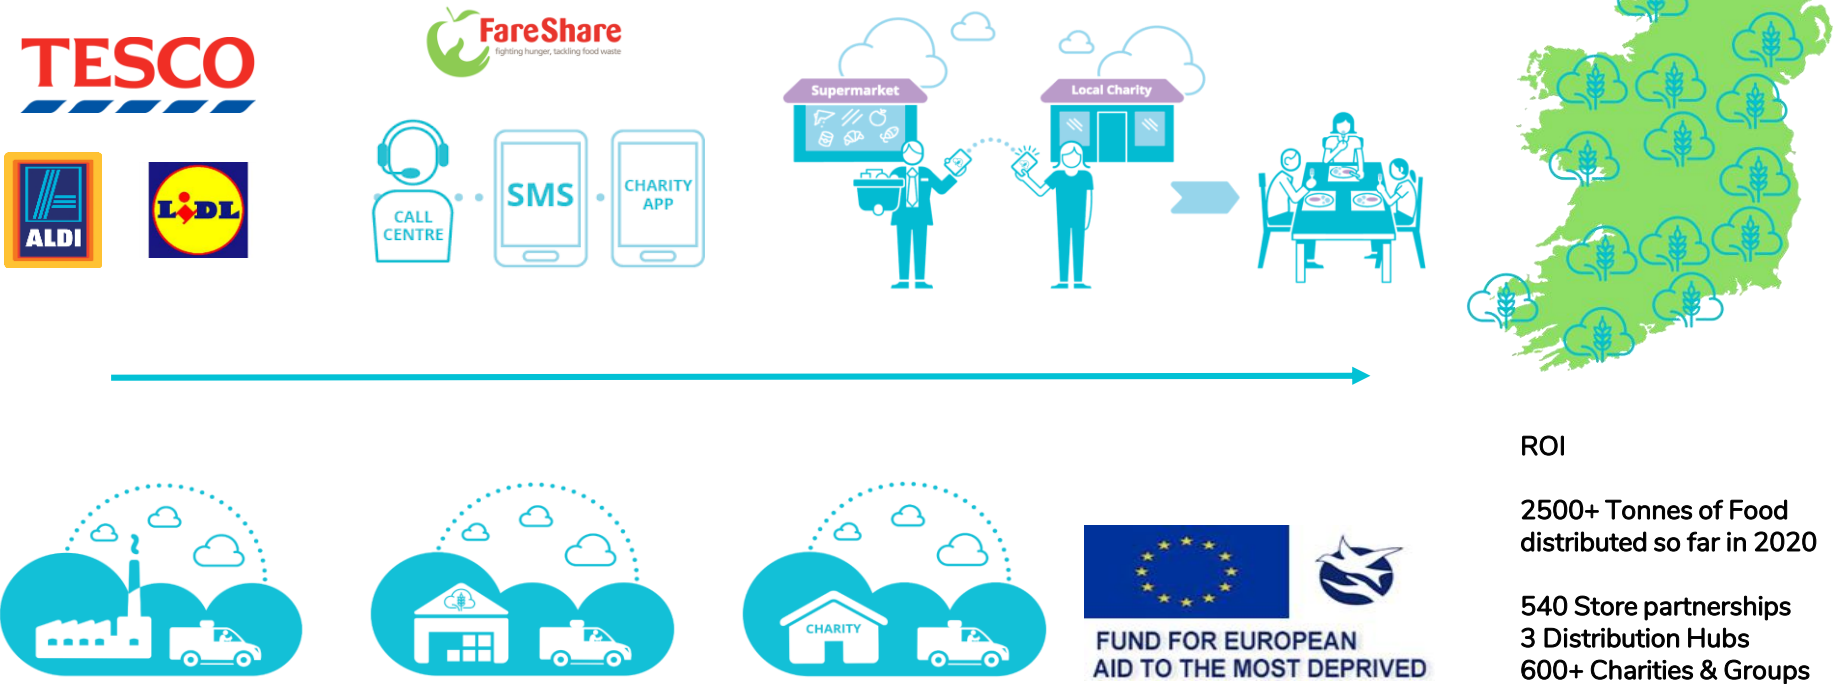 TESCO
FareShare
fighting hunger, tackling food waste
ALDI
LIDL
CALL
CENTRE
SMS
CHARITY
APP
Supermarket
Local Charity
CHARITY
FUND FOR EUROPEAN
AID TO THE MOST DEPRIVED
ROI
2500+ Tonnes of Food
distributed so far in 2020
540 Store partnerships
3 Distribution Hubs
600+ Charities & Groups